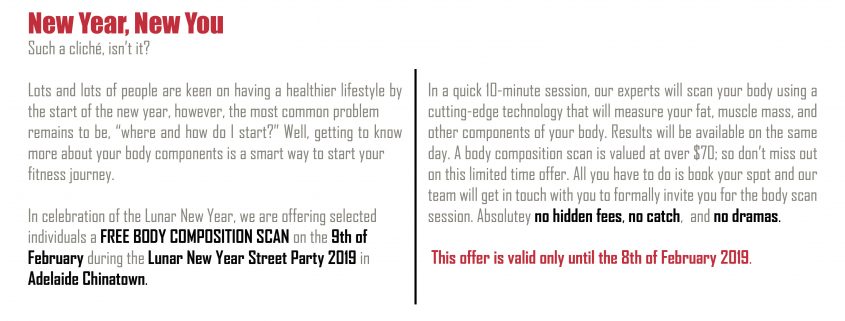 New Year, New You
Such a cliché, isn't it?
Lots and lots of people are keen on having a healthier lifestyle by
the start of the new year, however, the most common problem
remains to be, "where and how do I start?" Well, getting to know
more about your body components is a smart way to start your
fitness journey.
In celebration of the Lunar New Year, we are offering selected
individuals a FREE BODY COMPOSITION SCAN on the 9th of
February during the Lunar New Year Street Party 2019 in
Adelaide Chinatown.
In a quick 10-minute session, our experts will scan your body using a
cutting-edge technology that will measure your fat, muscle mass, and
other components of your body. Results will be available on the same
day. A body composition scan is valued at over $70; so don't miss out
on this limited time offer. All you have to do is book your spot and our
team will get in touch with you to formally invite you for the body scan
session. Absolutey no hidden fees, no catch, and no dramas.
This offer is valid only until the 8th of February 2019.